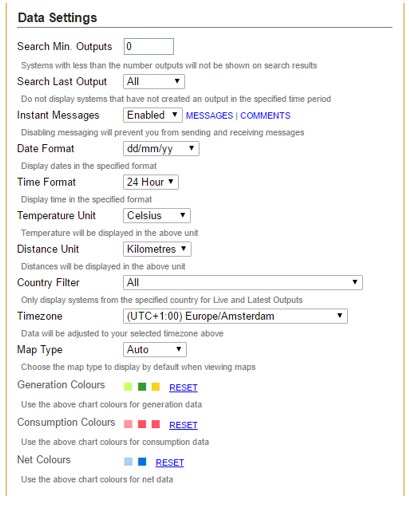 Data Settings
Search Min. Outputs 0
Systems with less than the number outputs will not be shown on search results
Search Last Output All
Do not display systems that have not created an output in the specified time period
Instant Messages Enabled MESSAGES | COMMENTS
Disabling messaging will prevent you from sending and receiving messages
Date Format dd/mm/yy
Display dates in the specified format
Time Format 24 Hour
Display time in the specified format
Temperature Unit Celsius
Temperature will be displayed in the above unit
Distance Unit Kilometres
Distances will be displayed in the above unit
Country Filter All
Only display systems from the specified country for Live and Latest Outputs
Timezone (UTC+1:00) Europe/Amsterdam
Data will be adjusted to your selected timezone above
Map Type Auto
Choose the map type to display by default when viewing maps
Generation Colours RESET
Use the above chart colours for generation data
Consumption Colours RESET
Use the above chart colours for consumption data
Net Colours RESET
Use the above chart colours for net data